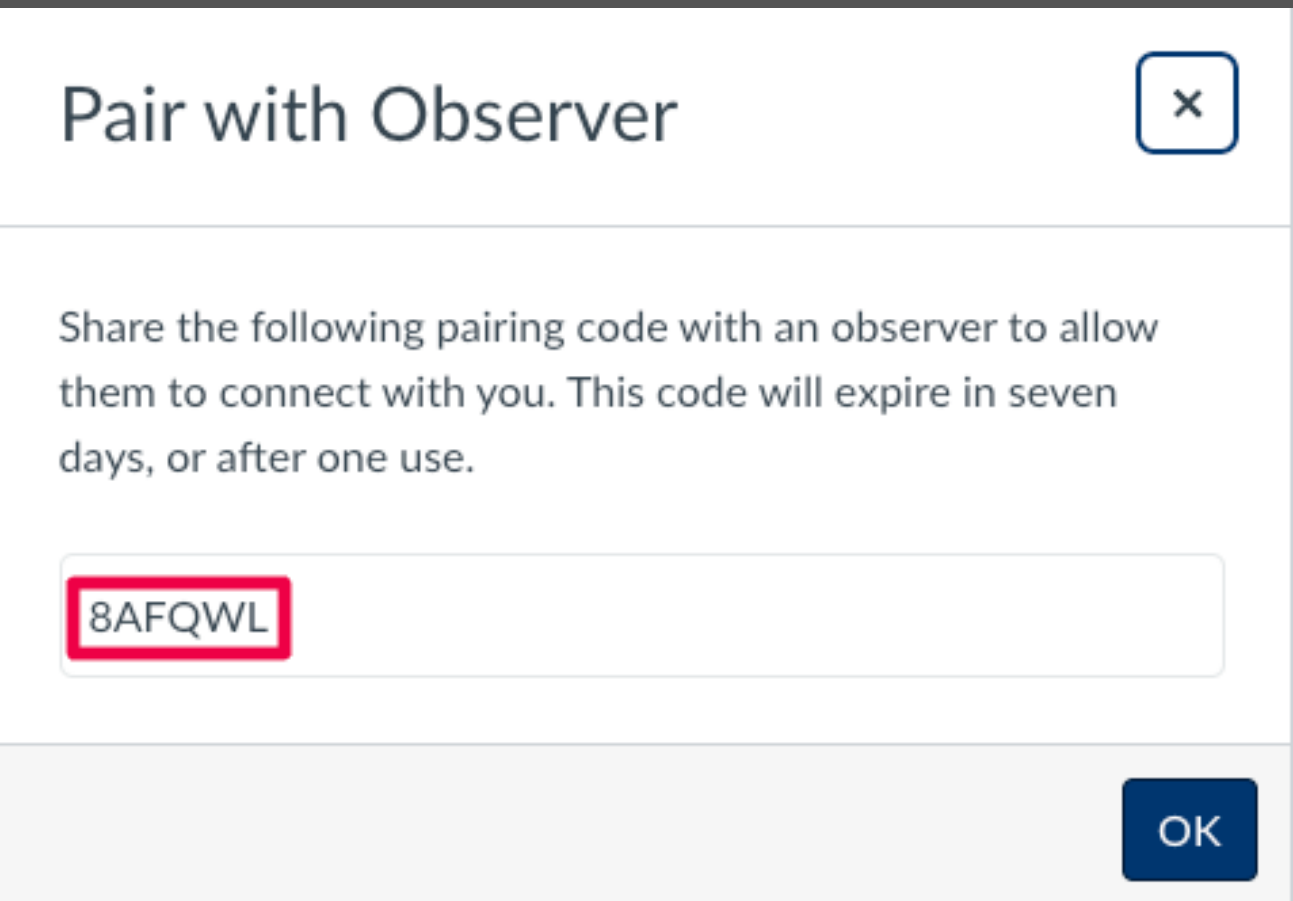 Pair with Observer
×
Share the following pairing code with an observer to allow
them to connect with you. This code will expire in seven
days, or after one use.
8AFQWL
OK